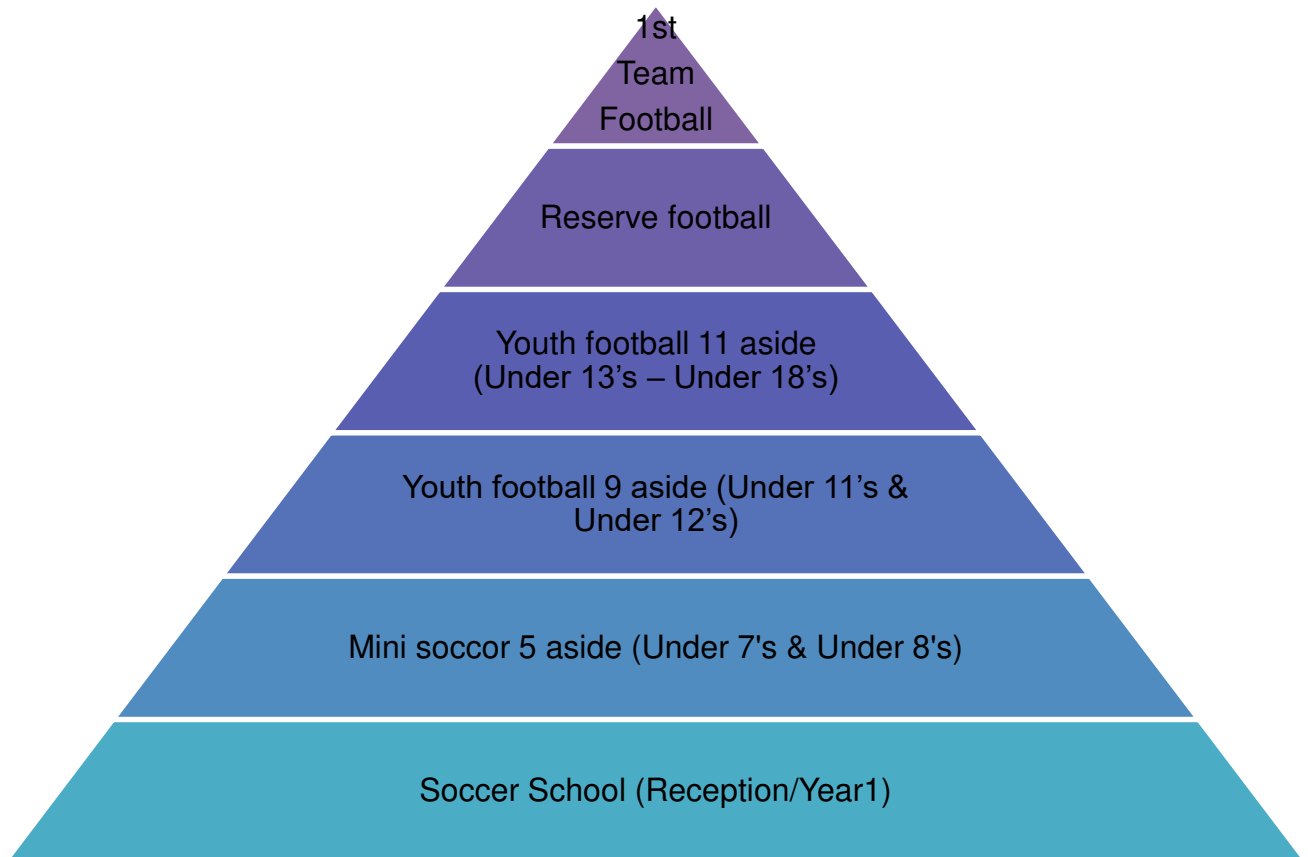 1st
Team
Football
Reserve football
Youth football 11 aside
(Under 13’s – Under 18’s)
Youth football 9 aside (Under 11’s &
Under 12’s)
Mini soccor 5 aside (Under 7's & Under 8's)
Soccer School (Reception/Year1)